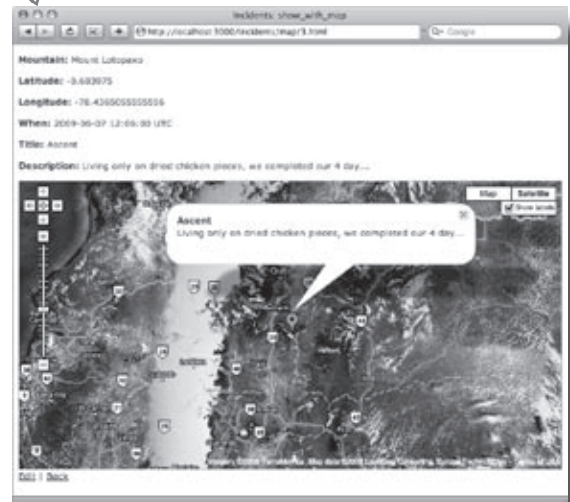 Incidents: show_with_map
http://localhost:3000/incidents/map/3.html
Google
Mountain: Mount Lotopaxo
Latitude: -0.683975
Longitude: -78.4365055555556
When: 2009-06-07 12:06:00 UTC
Title: Ascent
Description: Living only on dried chicken pieces, we completed our 4 day....
Map
Satellite
Show labels
Ascent
Living only on dried chicken pieces, we completed our 4 day....
Edit | Back